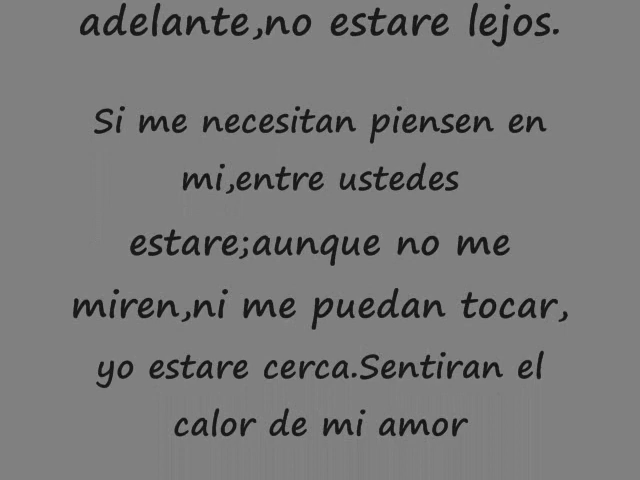 adelante,no estare lejos.
Si me necesitan piensen en
mi,entre ustedes
estare;aunque no me
miren,ni me puedan tocar,
yo estare cerca.Sentiran el
calor de mi amor